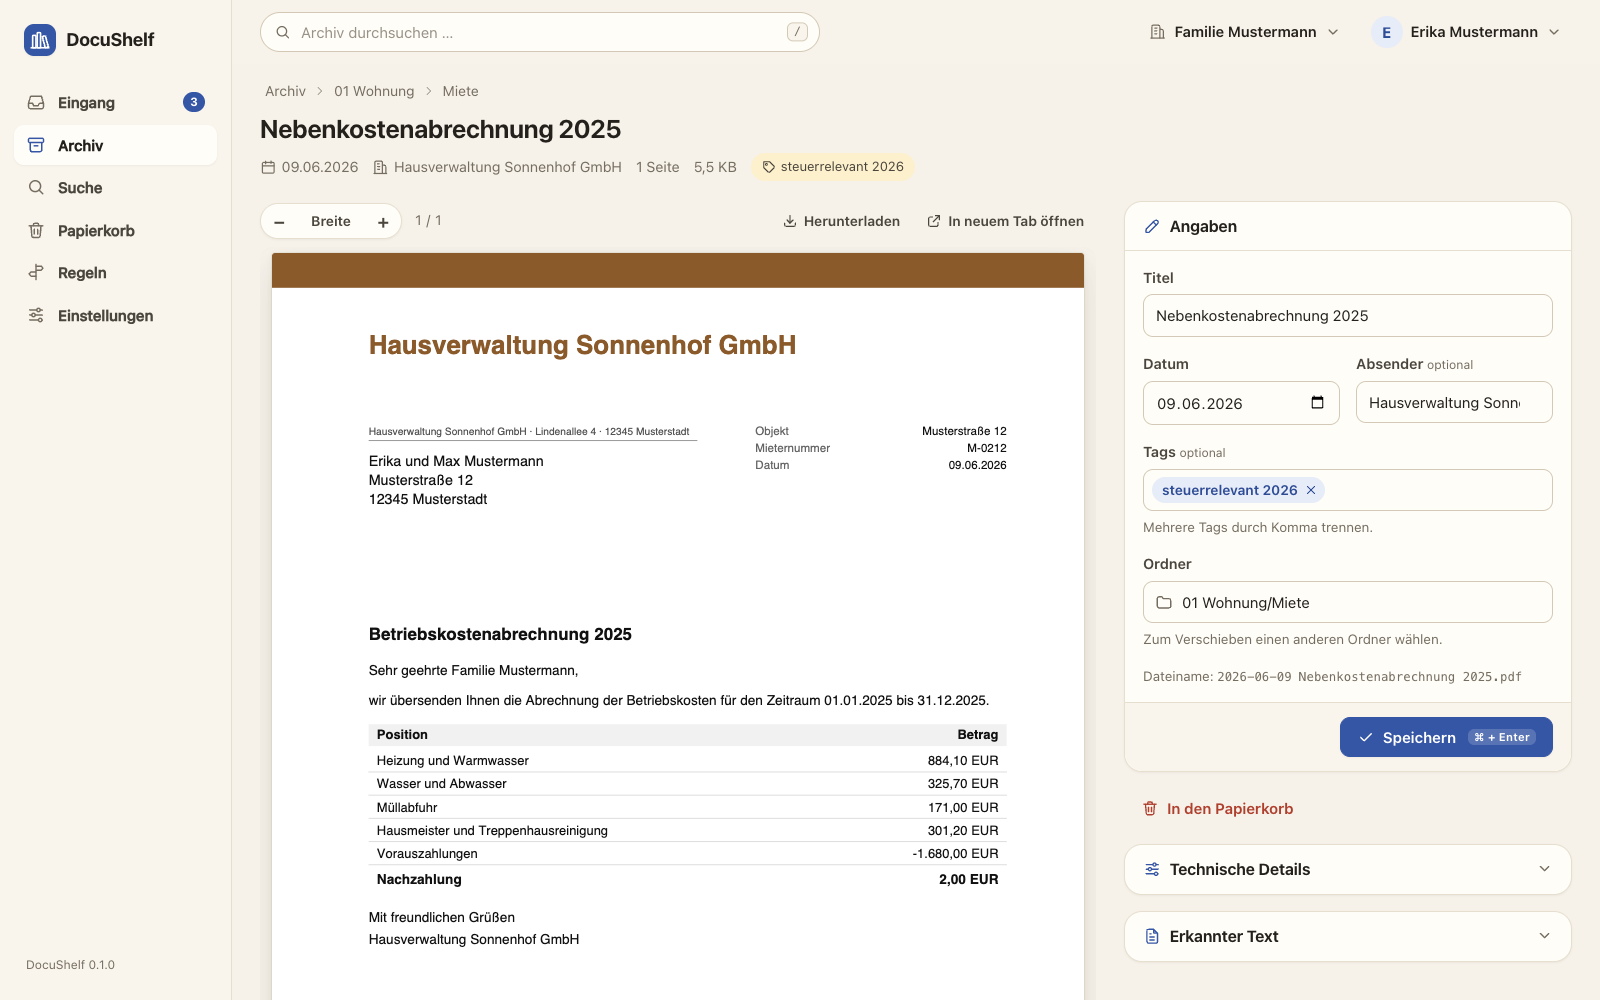 DocuShelf
Archiv durchsuchen ... /
Familie Mustermann
E Erika Mustermann
Eingang 3
Archiv
Suche
Papierkorb
Regeln
Einstellungen
DocuShelf 0.1.0
Archiv > 01 Wohnung > Miete
Nebenkostenabrechnung 2025
09.06.2026 Hausverwaltung Sonnenhof GmbH 1 Seite 5,5 KB steuerrelevant 2026
− Breite + 1 / 1
Herunterladen In neuem Tab öffnen
Hausverwaltung Sonnenhof GmbH
Hausverwaltung Sonnenhof GmbH · Lindenallee 4 · 12345 Musterstadt
Erika und Max Mustermann
Musterstraße 12
12345 Musterstadt
Objekt Musterstraße 12
Mieternummer M-0212
Datum 09.06.2026
Betriebskostenabrechnung 2025
Sehr geehrte Familie Mustermann,
wir übersenden Ihnen die Abrechnung der Betriebskosten für den Zeitraum 01.01.2025 bis 31.12.2025.
Position Betrag
Heizung und Warmwasser 884,10 EUR
Wasser und Abwasser 325,70 EUR
Müllabfuhr 171,00 EUR
Hausmeister und Treppenhausreinigung 301,20 EUR
Vorauszahlungen -1.680,00 EUR
Nachzahlung 2,00 EUR
Mit freundlichen Grüßen
Hausverwaltung Sonnenhof GmbH
Angaben
Titel
Nebenkostenabrechnung 2025
Datum Absender optional
09.06.2026 Hausverwaltung Sonn
Tags optional
steuerrelevant 2026 ×
Mehrere Tags durch Komma trennen.
Ordner
01 Wohnung/Miete
Zum Verschieben einen anderen Ordner wählen.
Dateiname: 2026-06-09 Nebenkostenabrechnung 2025.pdf
Speichern ⌘ + Enter
In den Papierkorb
Technische Details
Erkannter Text